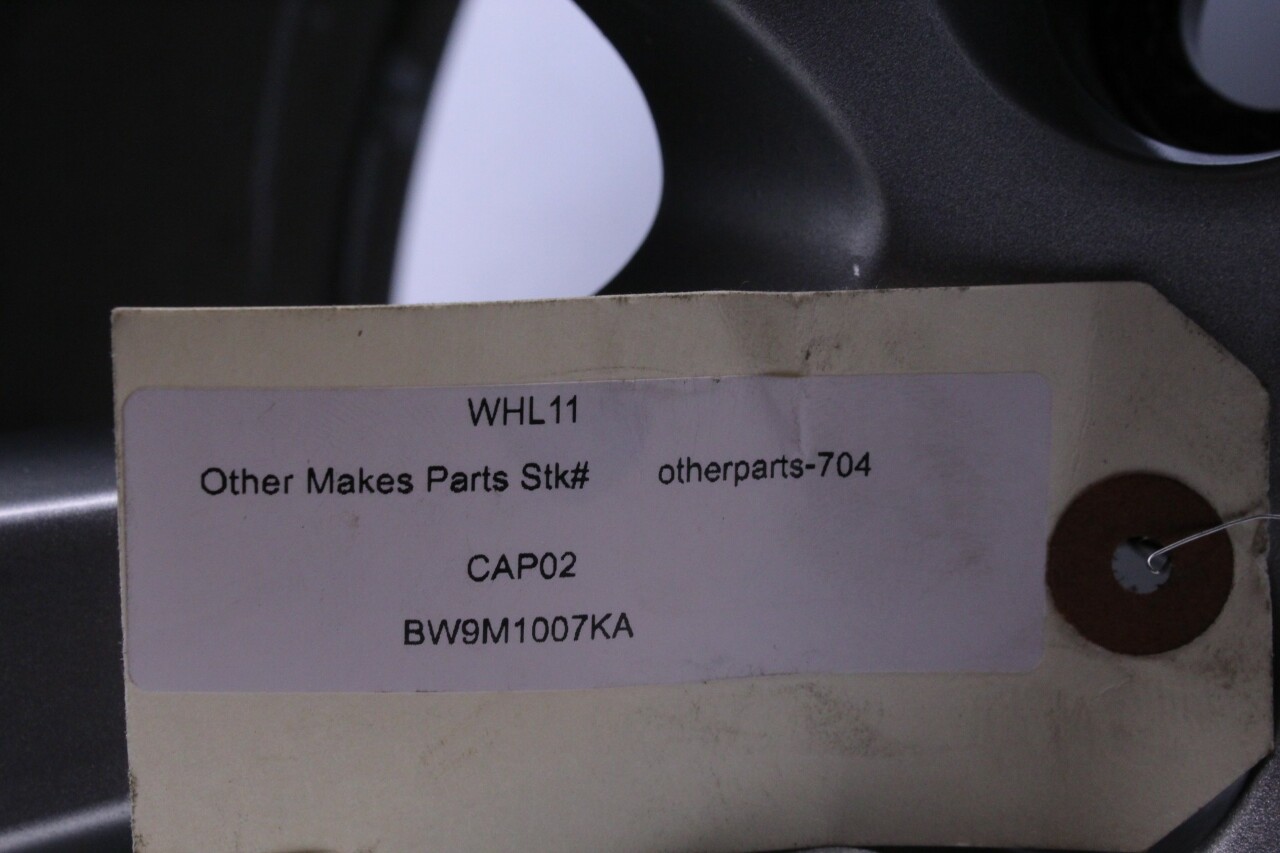 WHL11
Other Makes Parts Stk# otherparts-704
CAP02
BW9M1007KA